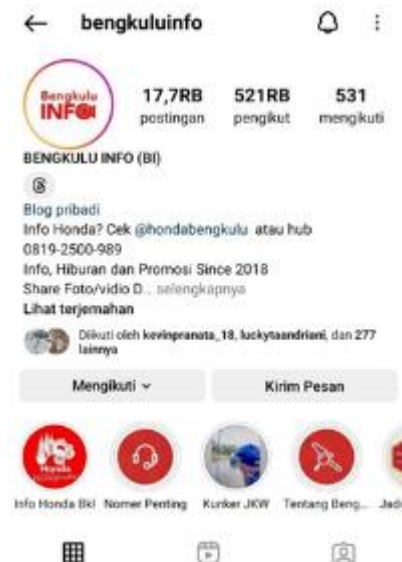 bengkuluinfo
Bengkulu
INFO
17,7RB 521RB 531
postingan pengikut mengikuti
BENGKULU INFO (BI)
Blog pribadi
Info Honda? Cek @hondabengkulu atau hub
0819-2500-989
Info, Hiburan dan Promosi Since 2018
Share Foto/vidio D... selengkapnya
Lihat terjemahan
Diikuti oleh kevinpranata_18, luckytaandriani, dan 277
lainnya
Mengikuti Kirim Pesan
Honda
Info Honda Bkl Nomer Penting Kunker JKW Tentang Beng... Jad